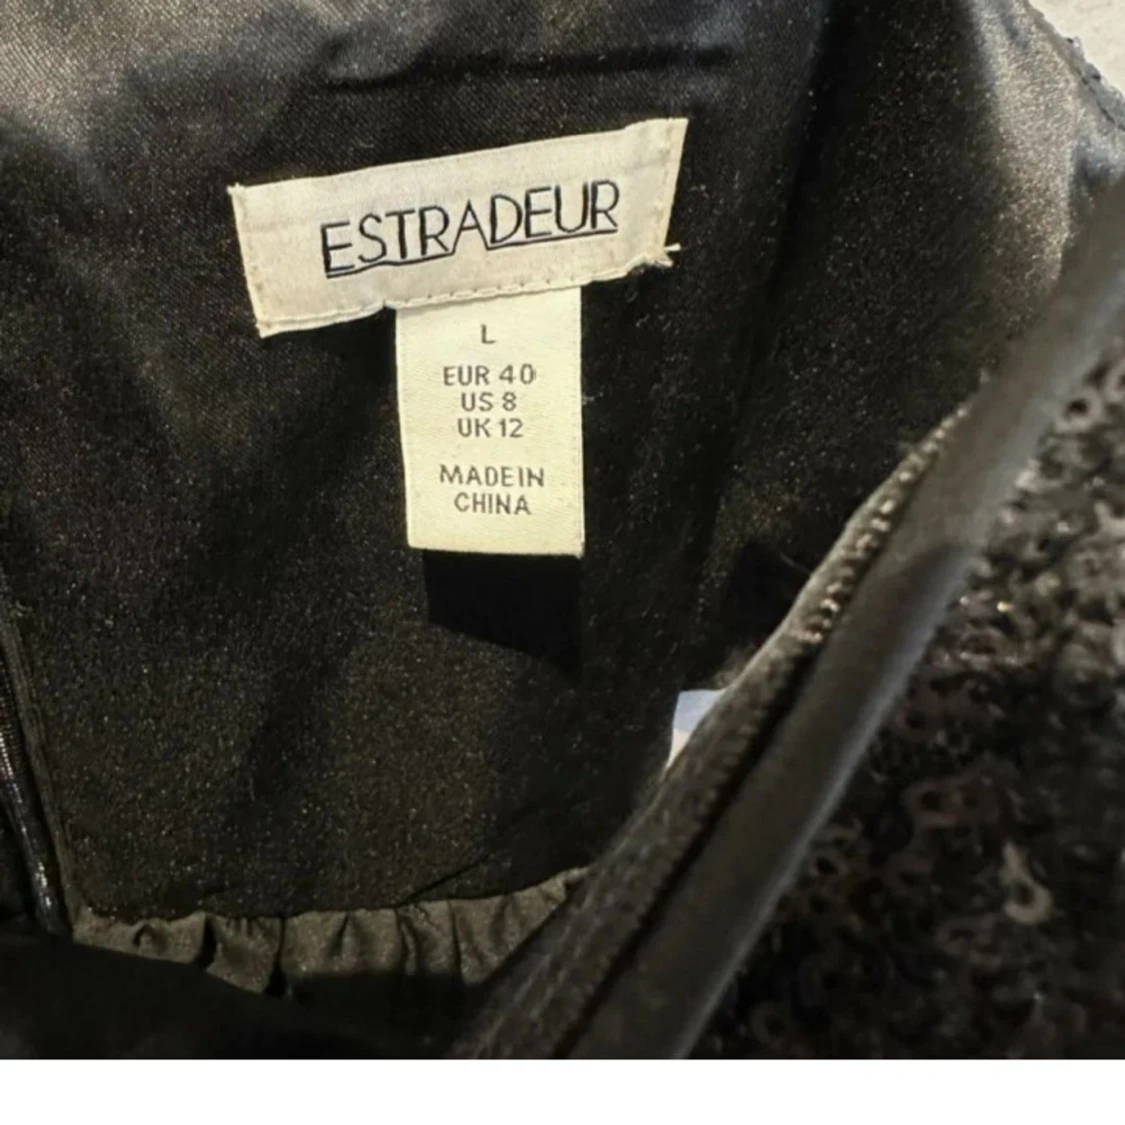 ESTRADEUR
L
EUR 40
US 8
UK 12
MADE IN
CHINA